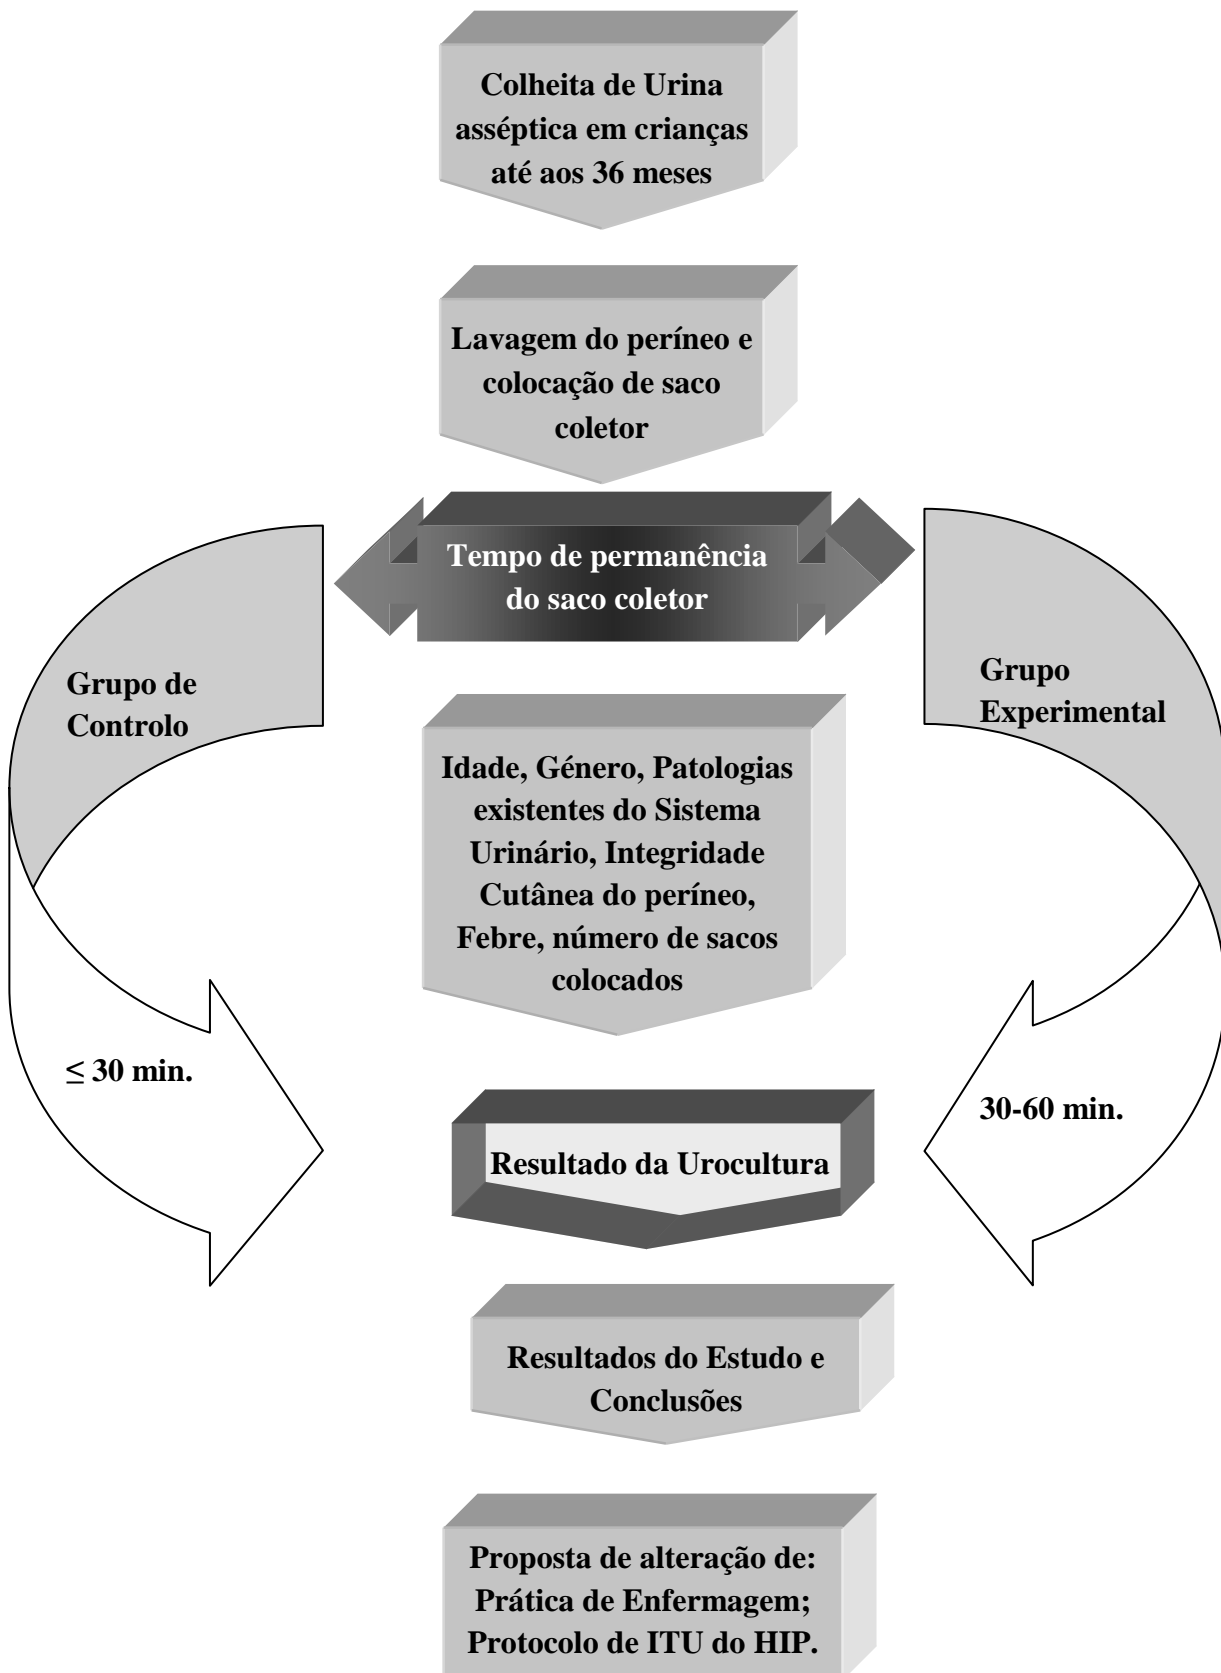 Colheita de Urina
asséptica em crianças
até aos 36 meses
Lavagem do períneo e
colocação de saco
coletor
Tempo de permanência
do saco coletor
Grupo de
Controlo
Grupo
Experimental
Idade, Género, Patologias
existentes do Sistema
Urinário, Integridade
Cutânea do períneo,
Febre, número de sacos
colocados
≤ 30 min.
30-60 min.
Resultado da Urocultura
Resultados do Estudo e
Conclusões
Proposta de alteração de:
Prática de Enfermagem;
Protocolo de ITU do HIP.